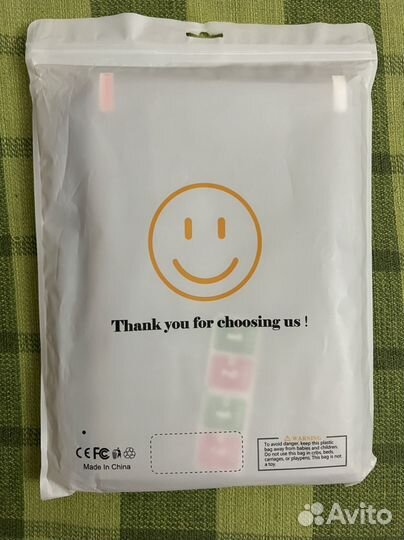 Thank you for choosing us !
CE FC
Made In China
WARNING
To avoid danger, keep this plastic
bag away from babies and children.
Do not use this bag in cribs, beds,
carriages, or playpens. This bag is not
a toy.
Avito